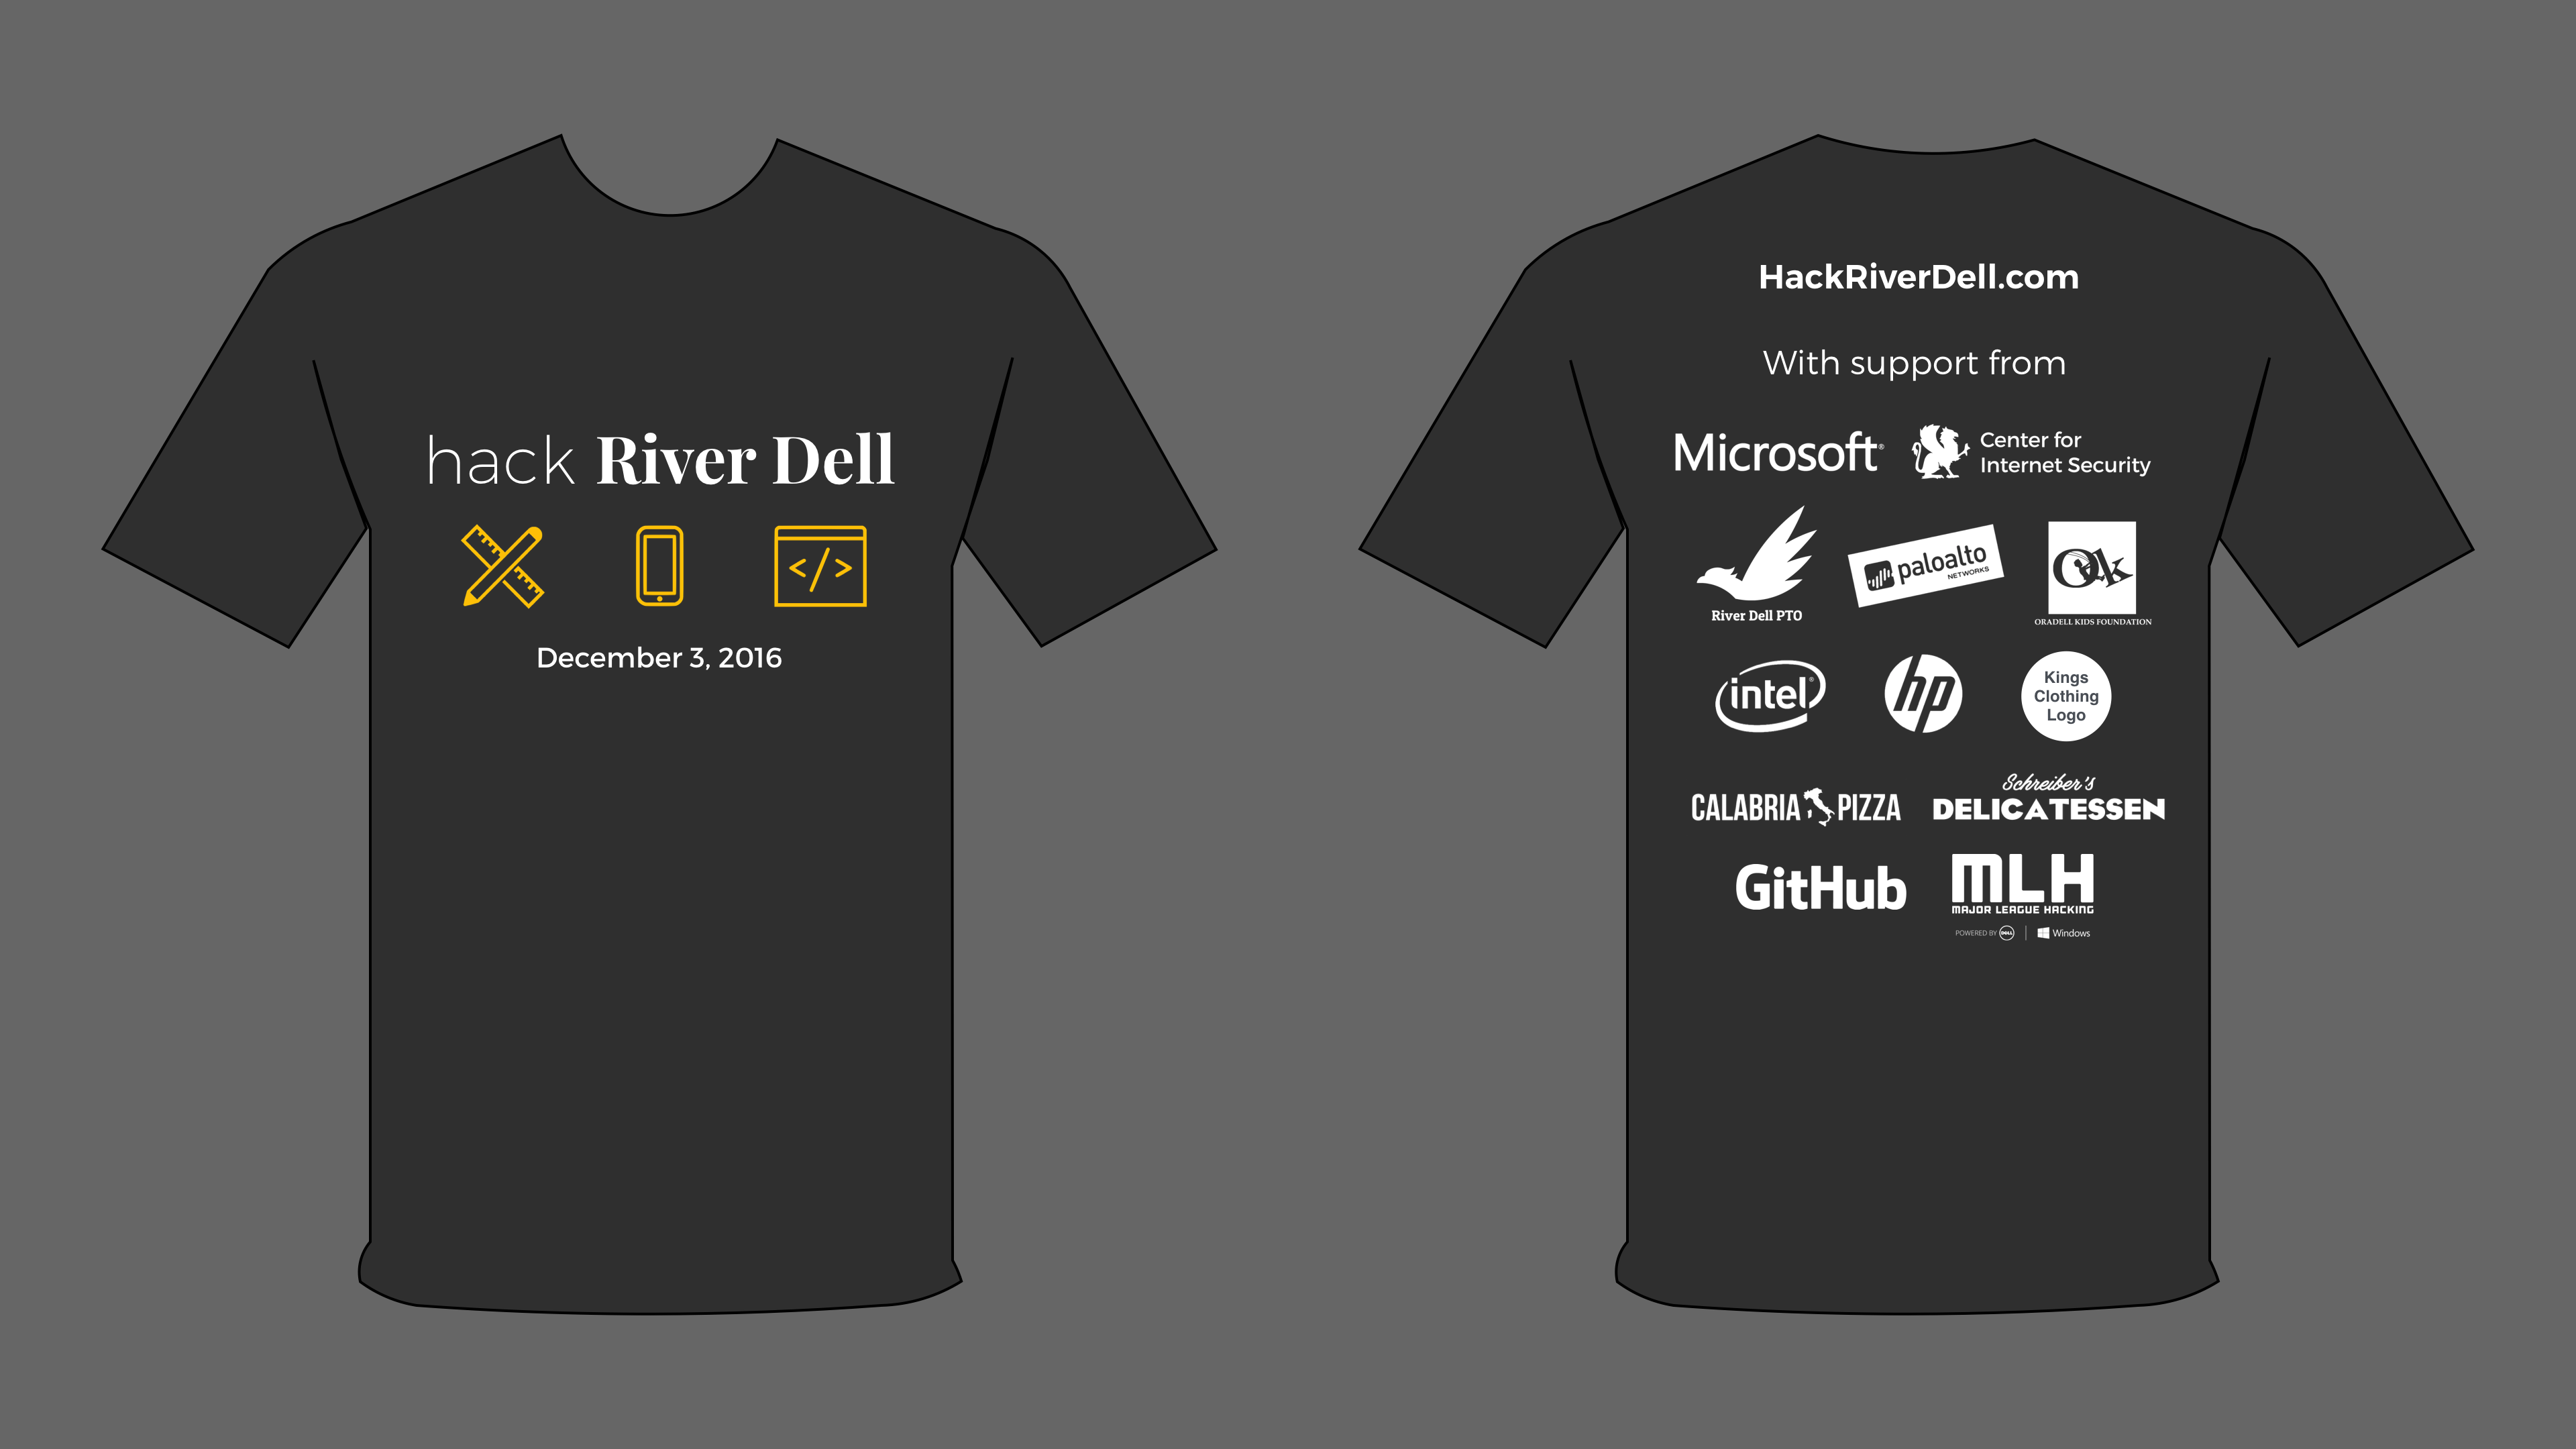 hack River Dell
</>
December 3, 2016
HackRiverDell.com
With support from
Microsoft®
Center for
Internet Security
River Dell PTO
paloalto
NETWORKS
Ok
ORADELL KIDS FOUNDATION
intel®
hp
Kings
Clothing
Logo
CALABRIA PIZZA
Schreiber's
DELICATESSEN
GitHub
MLH
MAJOR LEAGUE HACKING
POWERED BY DELL | Windows